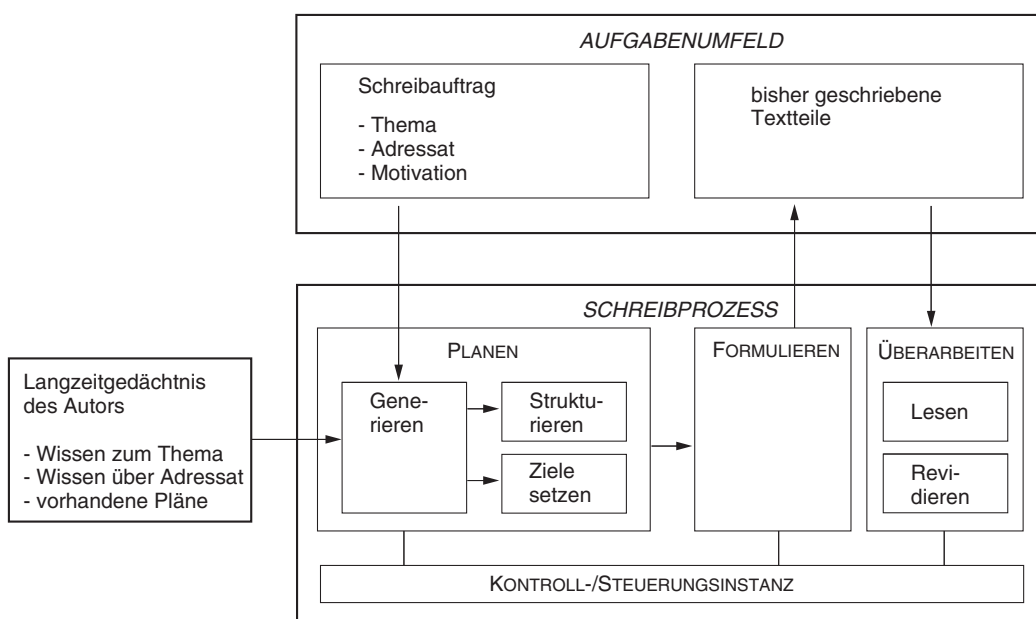 AUFGABENUMFELD
Schreibauftrag
- Thema
- Adressat
- Motivation
bisher geschriebene
Textteile
SCHREIBPROZESS
PLANEN
Gene-
rieren
Struktu-
rieren
Ziele
setzen
FORMULIEREN
ÜBERARBEITEN
Lesen
Revi-
dieren
Langzeitgedächtnis
des Autors
- Wissen zum Thema
- Wissen über Adressat
- vorhandene Pläne
KONTROLL-/STEUERUNGSINSTANZ